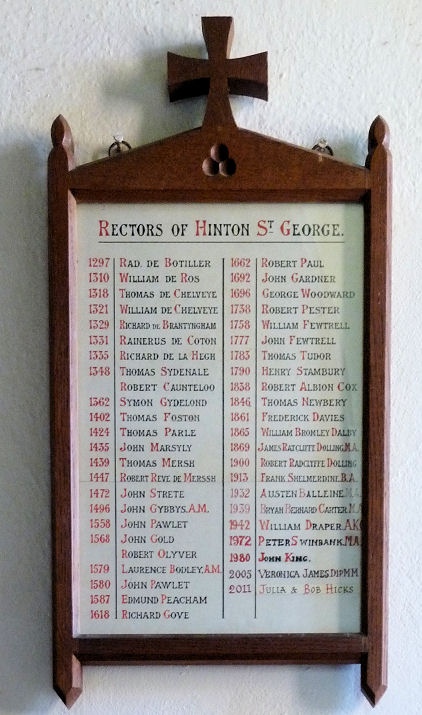 RECTORS OF HINTON ST GEORGE.
1297 RAD. DE BOTILLER
1310 WILLIAM DE ROS
1318 THOMAS DE CHELVEYE
1321 WILLIAM DE CHELVEYE
1329 RICHARD DE BRANTYNGHAM
1331 RAINERUS DE COTON
1335 RICHARD DE LA HEGH
1348 THOMAS SYDENALE
ROBERT CAUNTELOO
1362 SYMON GYDELOND
1402 THOMAS FOSTON
1424 THOMAS PARLE
1435 JOHN MARSYLY
1439 THOMAS MERSH
1447 ROBERT REVE DE MERSSH
1472 JOHN STRETE
1496 JOHN GYBBYS, A.M.
1558 JOHN PAWLET
1568 JOHN GOLD
ROBERT OLYVER
1579 LAURENCE BODLEY, A.M.
1580 JOHN PAWLET
1587 EDMUND PEACHAM
1618 RICHARD GOVE
1662 ROBERT PAUL
1692 JOHN GARDNER
1696 GEORGE WOODWARD
1738 ROBERT PESTER
1758 WILLIAM FEWTRELL
1777 JOHN FEWTRELL
1783 THOMAS TUDOR
1790 HENRY STAMBURY
1838 ROBERT ALBION COX
1846 THOMAS NEWBERY
1861 FREDERICK DAVIES
1865 WILLIAM BROMLEY DALBY
1869 JAMES RATCLIFFE DOLLING, M.A.
1900 ROBERT RADCLYFFE DOLLING
1913 FRANK SHELMERDINE, B.A.
1932 AUSTEN BALLEINE, M.A.
1939 BRYAN BERNARD CARTER, M.A.
1942 WILLIAM DRAPER, A.K.C
1972 PETER SWINBANK, M.A.
1980 JOHN KING.
2005 VERONICA JAMES, DIP.M.M.
2011 JULIA & BOB HICKS